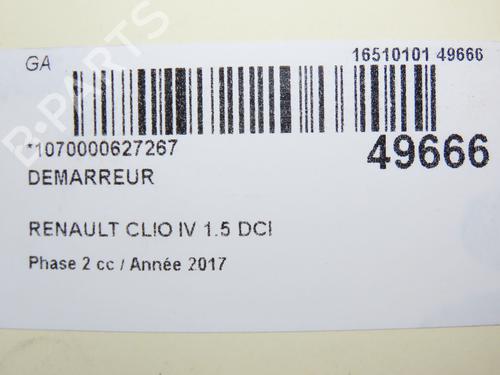 GA
16510101 49666
*1070000627267
49666
DEMARREUR
RENAULT CLIO IV 1.5 DCI
Phase 2 cc / Année 2017
B-PARTS